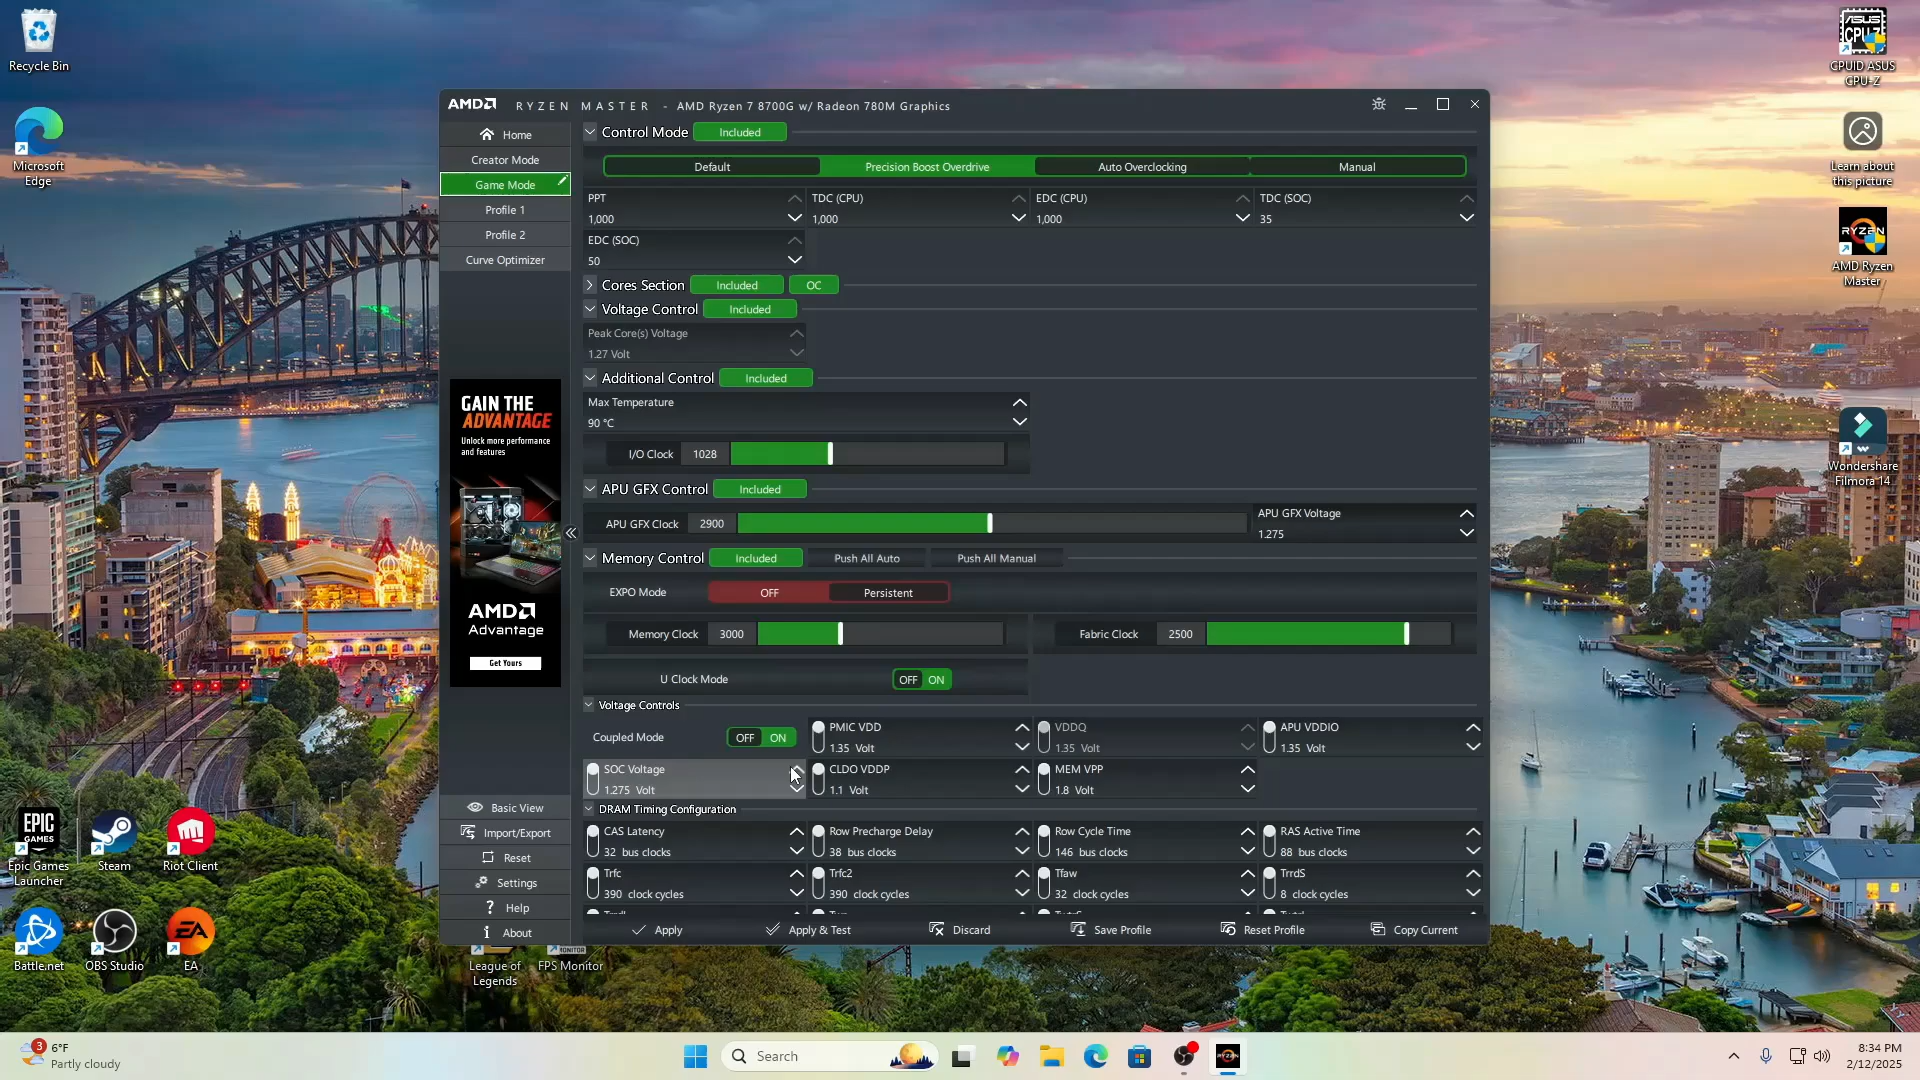 Recycle Bin
Microsoft
Edge
ASUS
CPU-Z
CPUID ASUS
CPU-Z
Learn about
this picture
RYZEN
AMD Ryzen
Master
Wondershare
Filmora 14
AMD RYZEN MASTER - AMD Ryzen 7 8700G w/ Radeon 780M Graphics
Home
Creator Mode
Game Mode
Profile 1
Profile 2
Curve Optimizer
GAIN THE
ADVANTAGE
Unlock more performance
and features
AMD
Advantage
Get Yours
Basic View
Import/Export
Reset
Settings
Help
About
Control Mode Included
Default Precision Boost Overdrive Auto Overclocking Manual
PPT TDC (CPU) EDC (CPU) TDC (SOC)
1,000 1,000 1,000 35
EDC (SOC)
50
Cores Section Included OC
Voltage Control Included
Peak Core(s) Voltage
1.27 Volt
Additional Control Included
Max Temperature
90 °C
I/O Clock 1028
APU GFX Control Included
APU GFX Clock 2900 APU GFX Voltage
1.275
Memory Control Included Push All Auto Push All Manual
EXPO Mode OFF Persistent
Memory Clock 3000 Fabric Clock 2500
U Clock Mode OFF ON
Voltage Controls
Coupled Mode OFF ON
PMIC VDD VDDQ APU VDDIO
1.35 Volt 1.35 Volt 1.35 Volt
SOC Voltage CLDO VDDP MEM VPP
1.275 Volt 1.1 Volt 1.8 Volt
DRAM Timing Configuration
CAS Latency Row Precharge Delay Row Cycle Time RAS Active Time
32 bus clocks 38 bus clocks 146 bus clocks 88 bus clocks
Trfc Trfc2 Tfaw TrrdS
390 clock cycles 390 clock cycles 32 clock cycles 8 clock cycles
Apply Apply & Test Discard Save Profile Reset Profile Copy Current
EPIC
GAMES
Epic Games
Launcher
Steam
Riot Client
Battle.net
OBS Studio
EA
EA
League of
Legends
MONITOR
FPS Monitor
3
6°F
Partly cloudy
Search
RYZEN
8:34 PM
2/12/2025